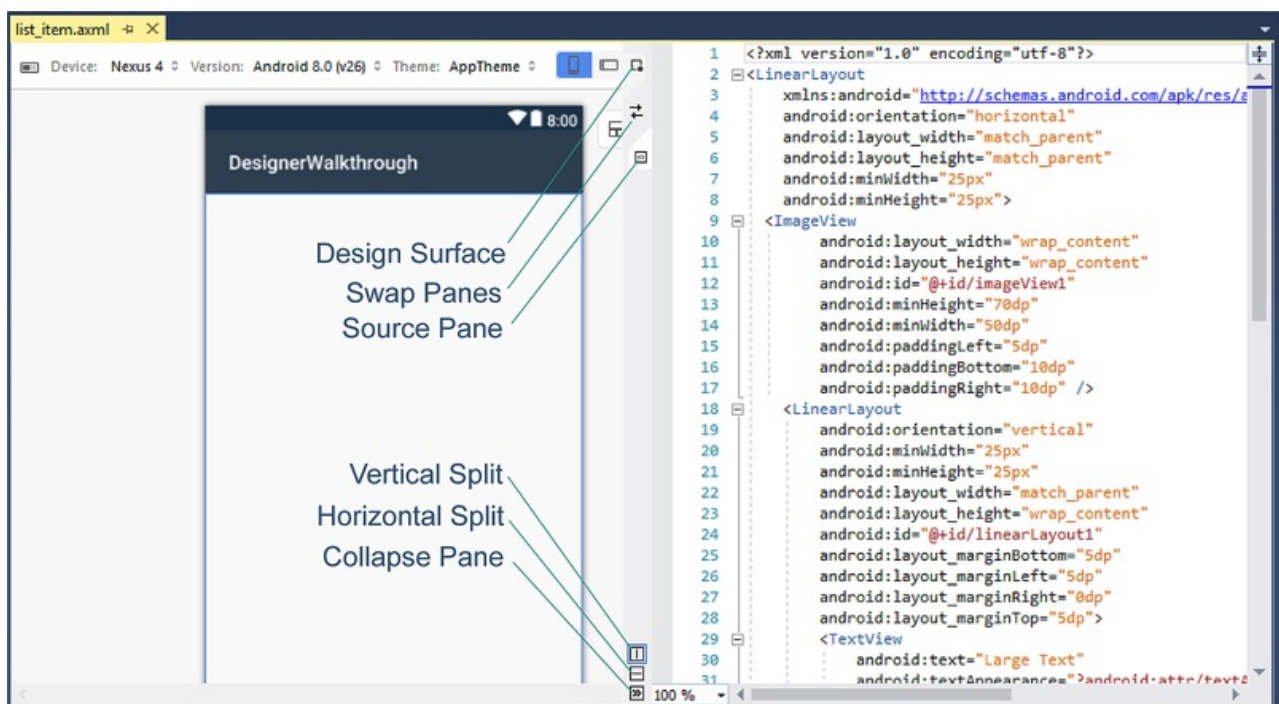 list_item.axml
Device: Nexus 4 Version: Android 8.0 (v26) Theme: AppTheme
8:00
DesignerWalkthrough
Design Surface
Swap Panes
Source Pane
Vertical Split
Horizontal Split
Collapse Pane
1 <?xml version="1.0" encoding="utf-8"?>
2 <LinearLayout
3 xmlns:android="http://schemas.android.com/apk/res/a
4 android:orientation="horizontal"
5 android:layout_width="match_parent"
6 android:layout_height="match_parent"
7 android:minWidth="25px"
8 android:minHeight="25px">
9 <ImageView
10 android:layout_width="wrap_content"
11 android:layout_height="wrap_content"
12 android:id="@+id/imageView1"
13 android:minHeight="70dp"
14 android:minWidth="50dp"
15 android:paddingLeft="5dp"
16 android:paddingBottom="10dp"
17 android:paddingRight="10dp" />
18 <LinearLayout
19 android:orientation="vertical"
20 android:minWidth="25px"
21 android:minHeight="25px"
22 android:layout_width="match_parent"
23 android:layout_height="wrap_content"
24 android:id="@+id/linearLayout1"
25 android:layout_marginBottom="5dp"
26 android:layout_marginLeft="5dp"
27 android:layout_marginRight="0dp"
28 android:layout_marginTop="5dp">
29 <TextView
30 android:text="Large Text"
31 android:textAppearance="?android:attr/textA
100 %